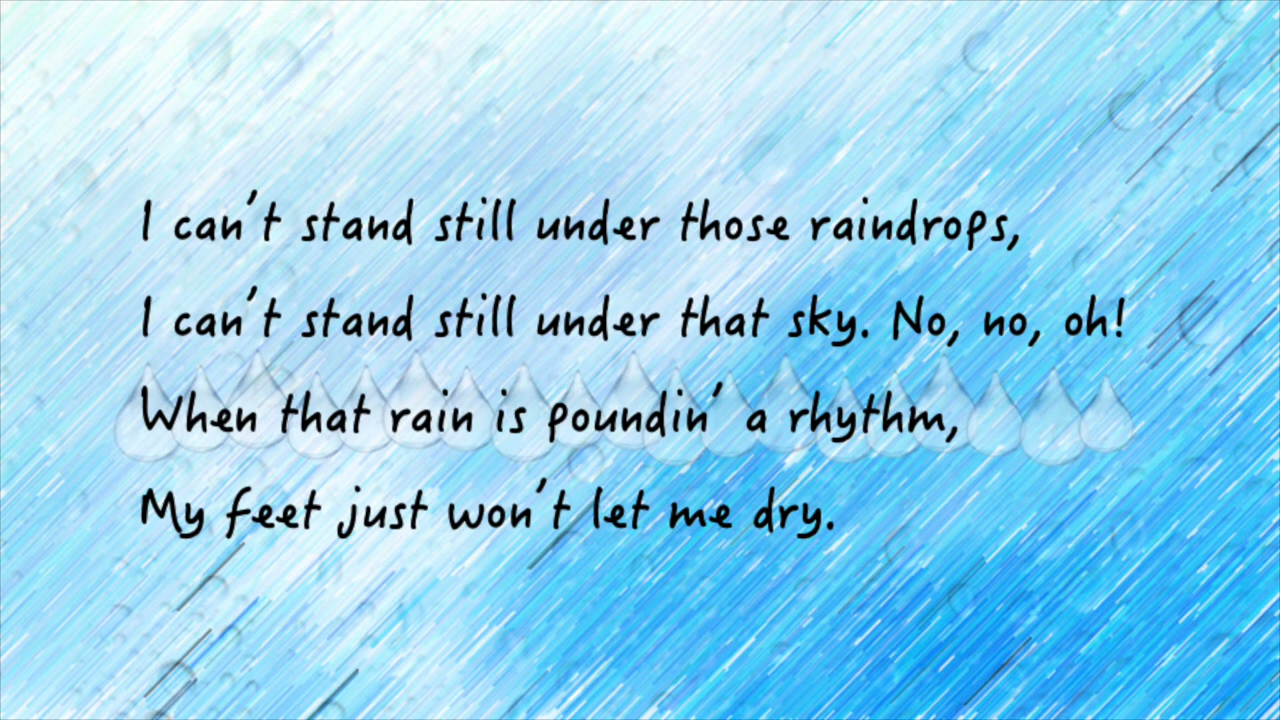 I can't stand still under those raindrops,
I can't stand still under that sky. No, no, oh!
When that rain is poundin' a rhythm,
My feet just won't let me dry.